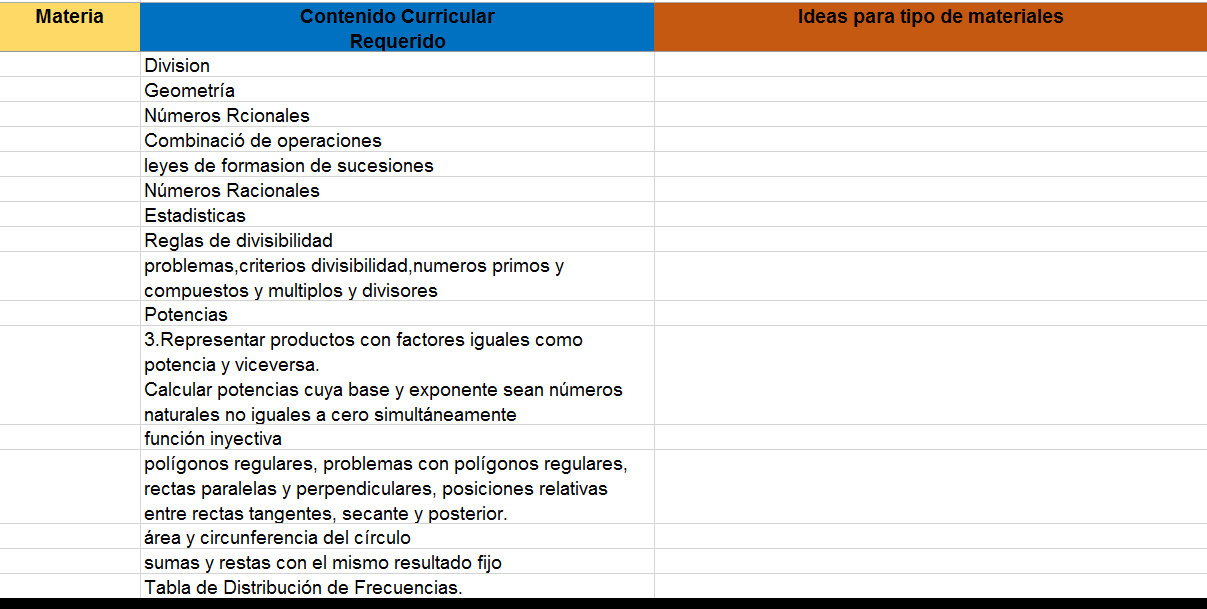 Materia
Contenido Curricular
Requerido
Ideas para tipo de materiales
Division
Geometría
Números Rcionales
Combinació de operaciones
leyes de formasion de sucesiones
Números Racionales
Estadisticas
Reglas de divisibilidad
problemas,criterios divisibilidad,numeros primos y
compuestos y multiplos y divisores
Potencias
3.Representar productos con factores iguales como
potencia y viceversa.
Calcular potencias cuya base y exponente sean números
naturales no iguales a cero simultáneamente
función inyectiva
polígonos regulares, problemas con polígonos regulares,
rectas paralelas y perpendiculares, posiciones relativas
entre rectas tangentes, secante y posterior.
área y circunferencia del círculo
sumas y restas con el mismo resultado fijo
Tabla de Distribución de Frecuencias.